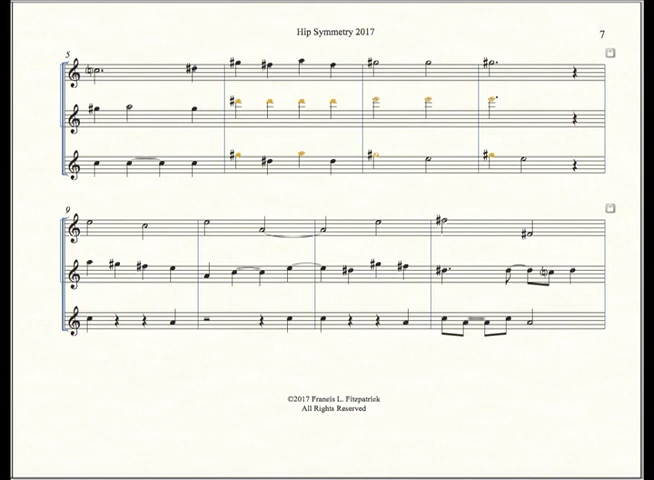 Hip Symmetry 2017
7
5
9
©2017 Francis L. Fitzpatrick
All Rights Reserved